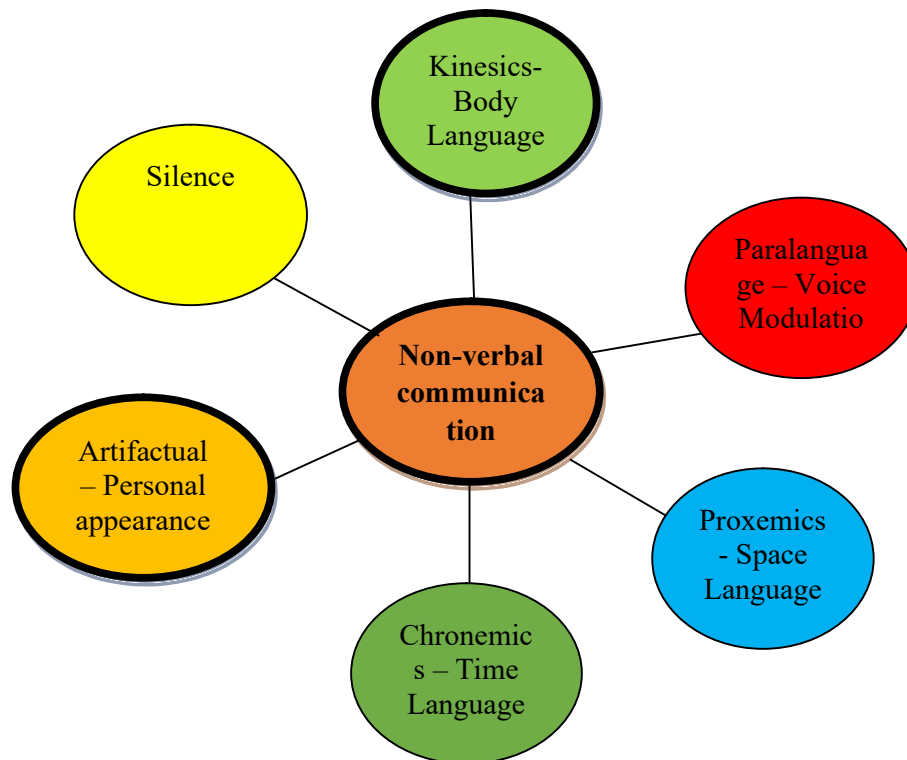 Kinesics-
Body
Language
Silence
Paralangua
ge – Voice
Modulatio
Non-verbal
communica
tion
Artifactual
– Personal
appearance
Proxemics
- Space
Language
Chronemic
s – Time
Language